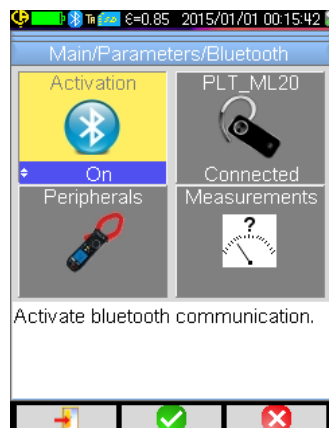 ε=0.85 2015/01/01 00:15:42
Main/Parameters/Bluetooth
Activation
PLT_ML20
On
Connected
Peripherals
Measurements
?
Activate bluetooth communication.